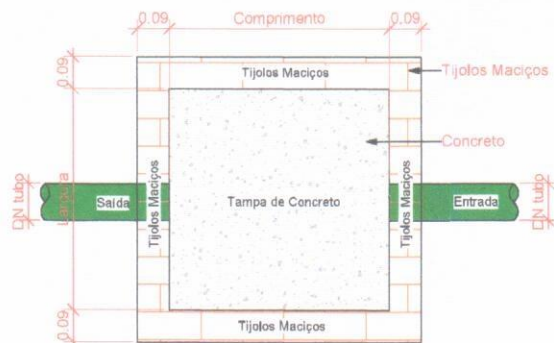 0.09
Comprimento
0.09
0.09
Tijolos Maciços
Tijolos Maciços
Concreto
DN tubo
Saída
Largura
Tijolos Maciços
Tampa de Concreto
Tijolos Maciços
Entrada
DN tubo
0.09
Tijolos Maciços